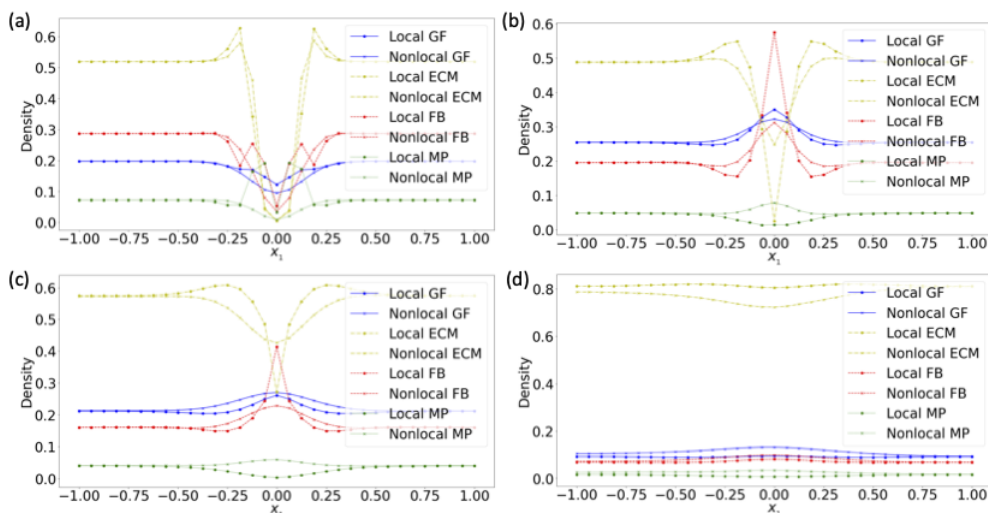 (a)
0.6
0.5
0.4
0.3
0.2
0.1
0.0
Density
−1.00 −0.75 −0.50 −0.25 0.00 0.25 0.50 0.75 1.00
x₁
Local GF
Nonlocal GF
Local ECM
Nonlocal ECM
Local FB
Nonlocal FB
Local MP
Nonlocal MP
(b)
0.6
0.5
0.4
0.3
0.2
0.1
0.0
Density
−1.00 −0.75 −0.50 −0.25 0.00 0.25 0.50 0.75 1.00
x₁
Local GF
Nonlocal GF
Local ECM
Nonlocal ECM
Local FB
Nonlocal FB
Local MP
Nonlocal MP
(c)
0.6
0.5
0.4
0.3
0.2
0.1
0.0
Density
−1.00 −0.75 −0.50 −0.25 0.00 0.25 0.50 0.75 1.00
x
Local GF
Nonlocal GF
Local ECM
Nonlocal ECM
Local FB
Nonlocal FB
Local MP
Nonlocal MP
(d)
0.8
0.6
0.4
0.2
0.0
Density
−1.00 −0.75 −0.50 −0.25 0.00 0.25 0.50 0.75 1.00
x
Local GF
Nonlocal GF
Local ECM
Nonlocal ECM
Local FB
Nonlocal FB
Local MP
Nonlocal MP